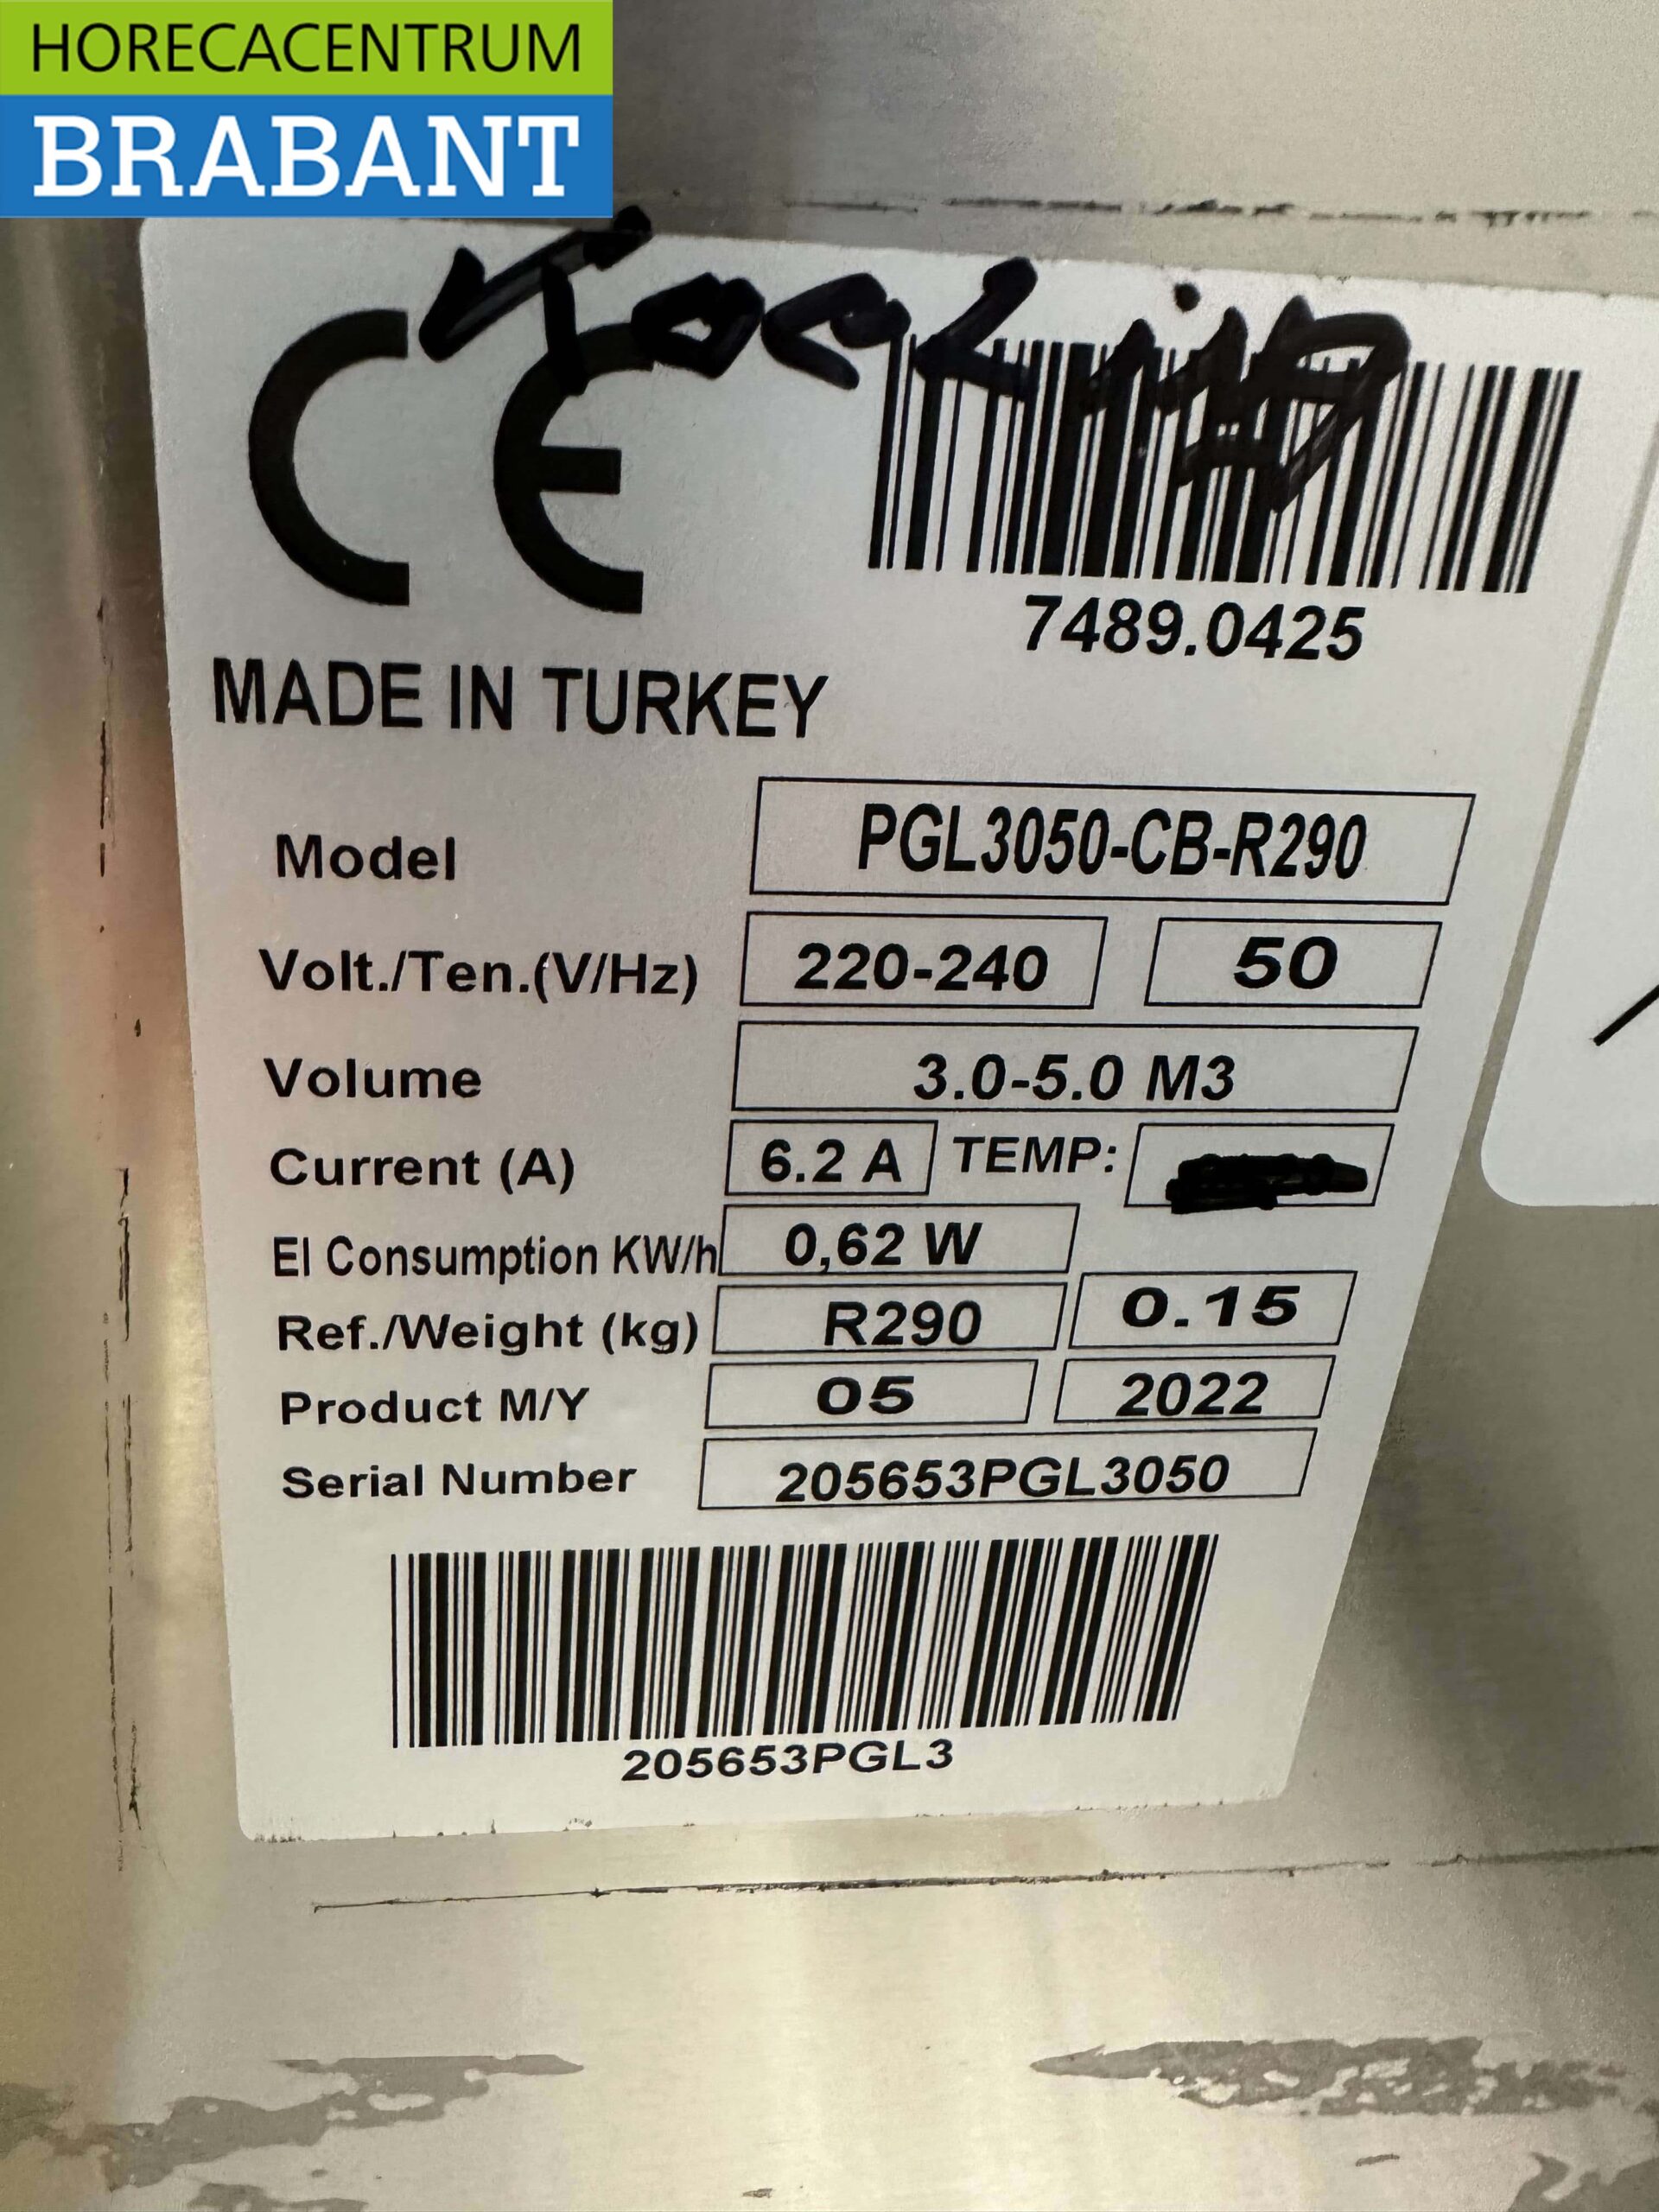 HORECACENTRUM
BRABANT
CE
7489.0425
MADE IN TURKEY
Model PGL3050-CB-R290
Volt./Ten.(V/Hz) 220-240 50
Volume 3.0-5.0 M3
Current (A) 6.2 A TEMP:
El Consumption KW/h 0,62 W
Ref./Weight (kg) R290 0.15
Product M/Y 05 2022
Serial Number 205653PGL3050
205653PGL3